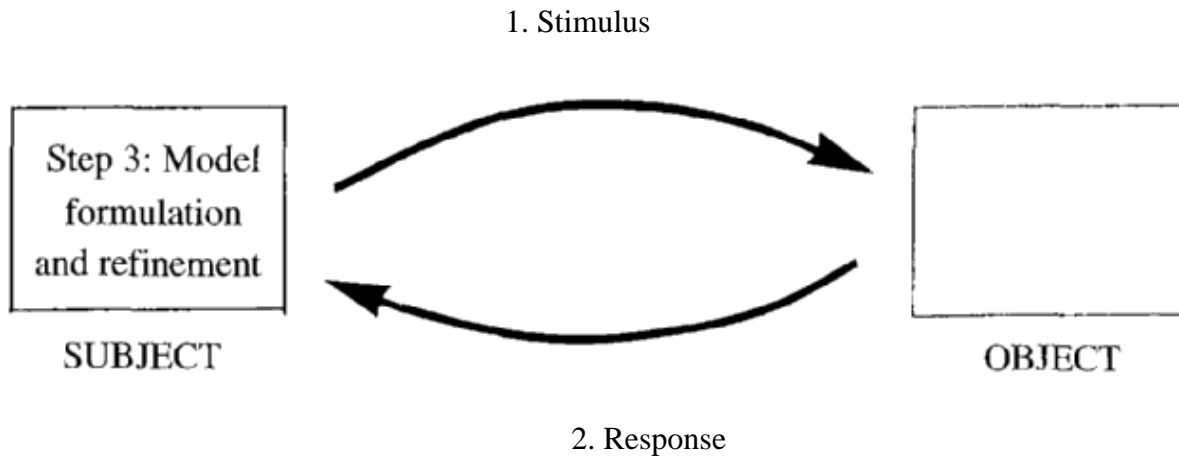 1. Stimulus
Step 3: Model
formulation
and refinement
SUBJECT
OBJECT
2. Response